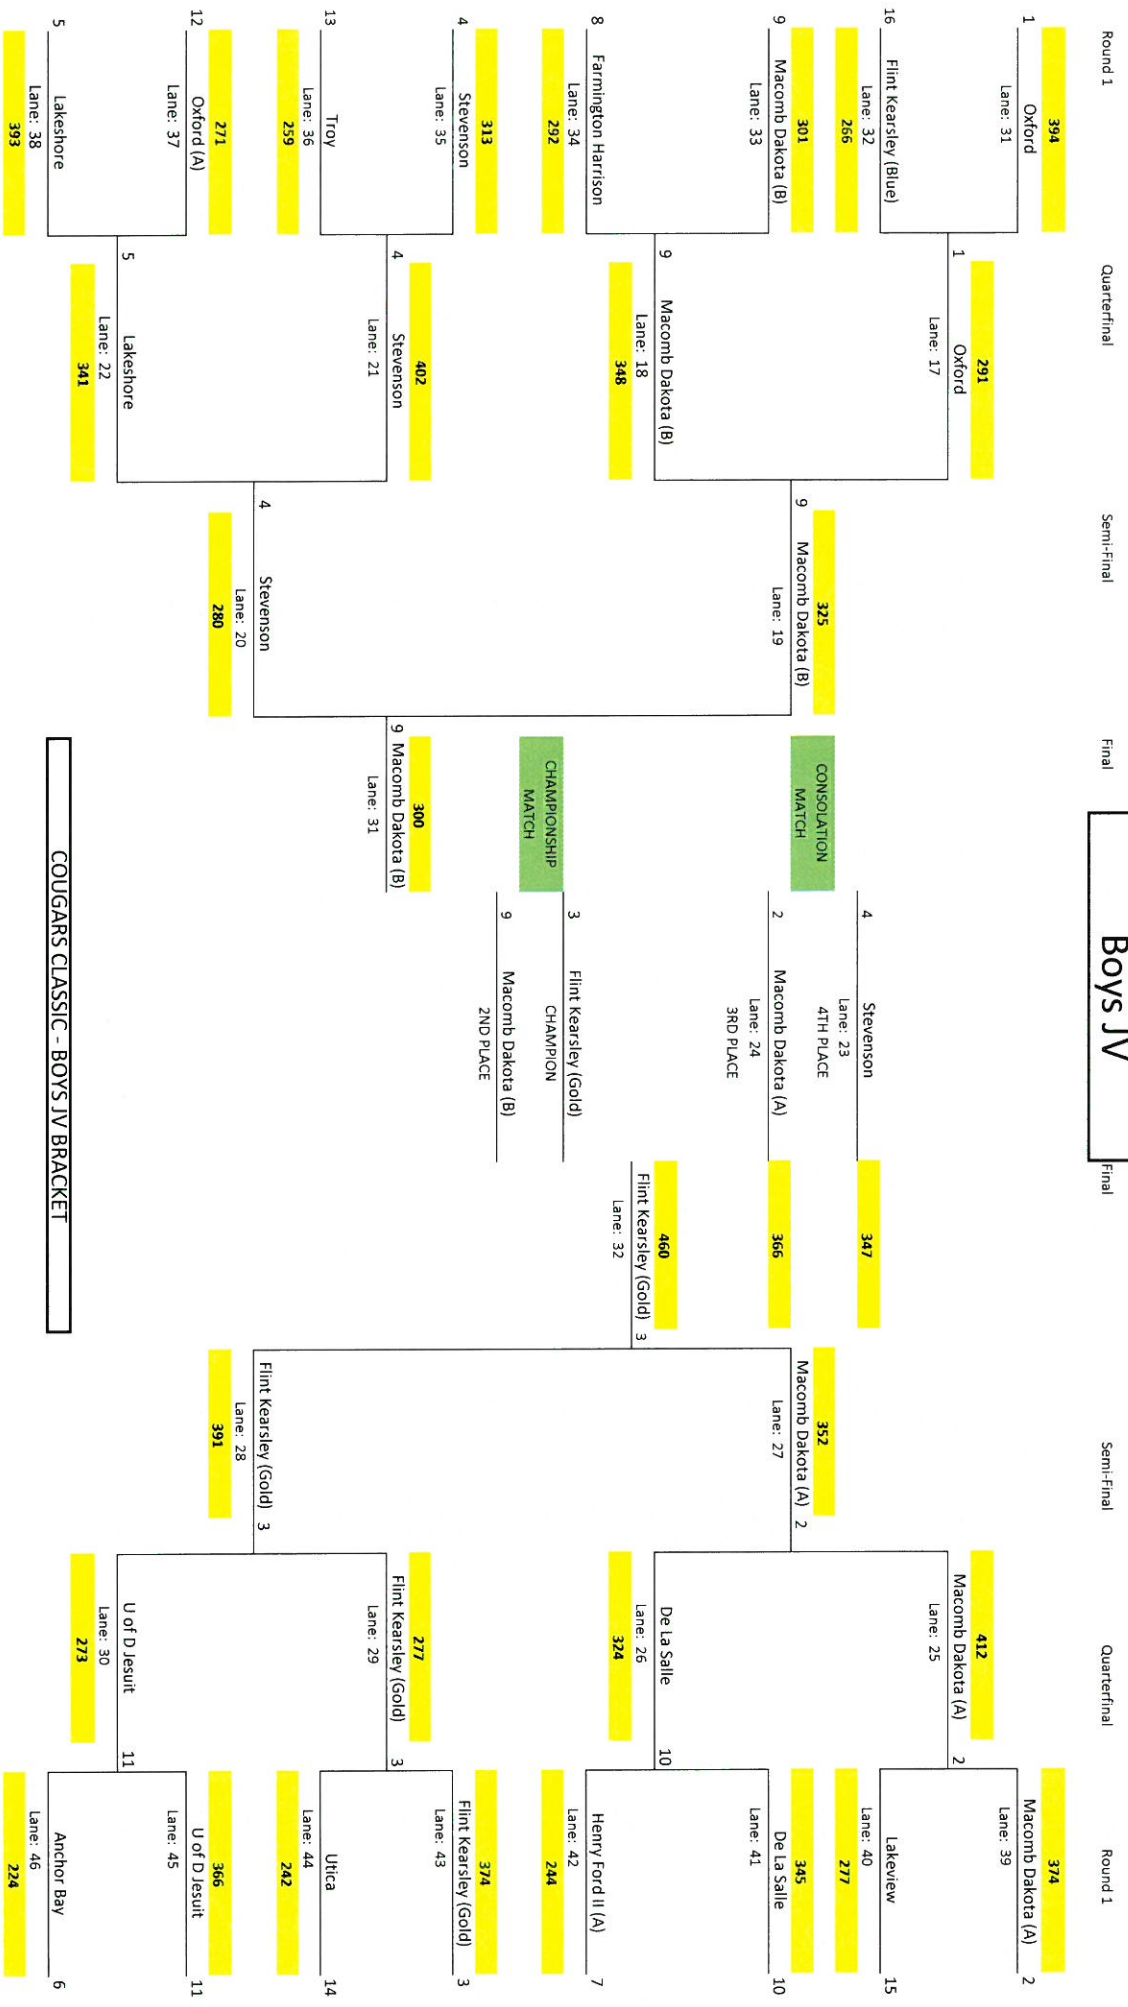 Boys JV
Round 1
Quarterfinal
Semi-Final
Final
Final
Semi-Final
Quarterfinal
Round 1
394
1 Oxford
Lane: 31
16 Flint Kearsley (Blue)
Lane: 32
266
301
9 Macomb Dakota (B)
Lane: 33
8 Farmington Harrison
Lane: 34
292
313
4 Stevenson
Lane: 35
13 Troy
Lane: 36
259
271
12 Oxford (A)
Lane: 37
5 Lakeshore
Lane: 38
393
291
1 Oxford
Lane: 17
9 Macomb Dakota (B)
Lane: 18
348
402
4 Stevenson
Lane: 21
5 Lakeshore
Lane: 22
341
325
9 Macomb Dakota (B)
Lane: 19
4 Stevenson
Lane: 20
280
CONSOLATION
MATCH
CHAMPIONSHIP
MATCH
300
9 Macomb Dakota (B)
Lane: 31
4 Stevenson
Lane: 23
4TH PLACE
2 Macomb Dakota (A)
Lane: 24
3RD PLACE
3 Flint Kearsley (Gold)
CHAMPION
9 Macomb Dakota (B)
2ND PLACE
347
366
460
Flint Kearsley (Gold) 3
Lane: 32
352
Macomb Dakota (A) 2
Lane: 27
Flint Kearsley (Gold) 3
Lane: 28
391
412
Macomb Dakota (A) 2
Lane: 25
De La Salle 10
Lane: 26
324
277
Flint Kearsley (Gold) 3
Lane: 29
U of D Jesuit 11
Lane: 30
273
374
Macomb Dakota (A) 2
Lane: 39
Lakeview 15
Lane: 40
277
345
De La Salle 10
Lane: 41
Henry Ford II (A) 7
Lane: 42
244
374
Flint Kearsley (Gold) 3
Lane: 43
Utica 14
Lane: 44
242
366
U of D Jesuit 11
Lane: 45
Anchor Bay 6
Lane: 46
224
COUGARS CLASSIC - BOYS JV BRACKET